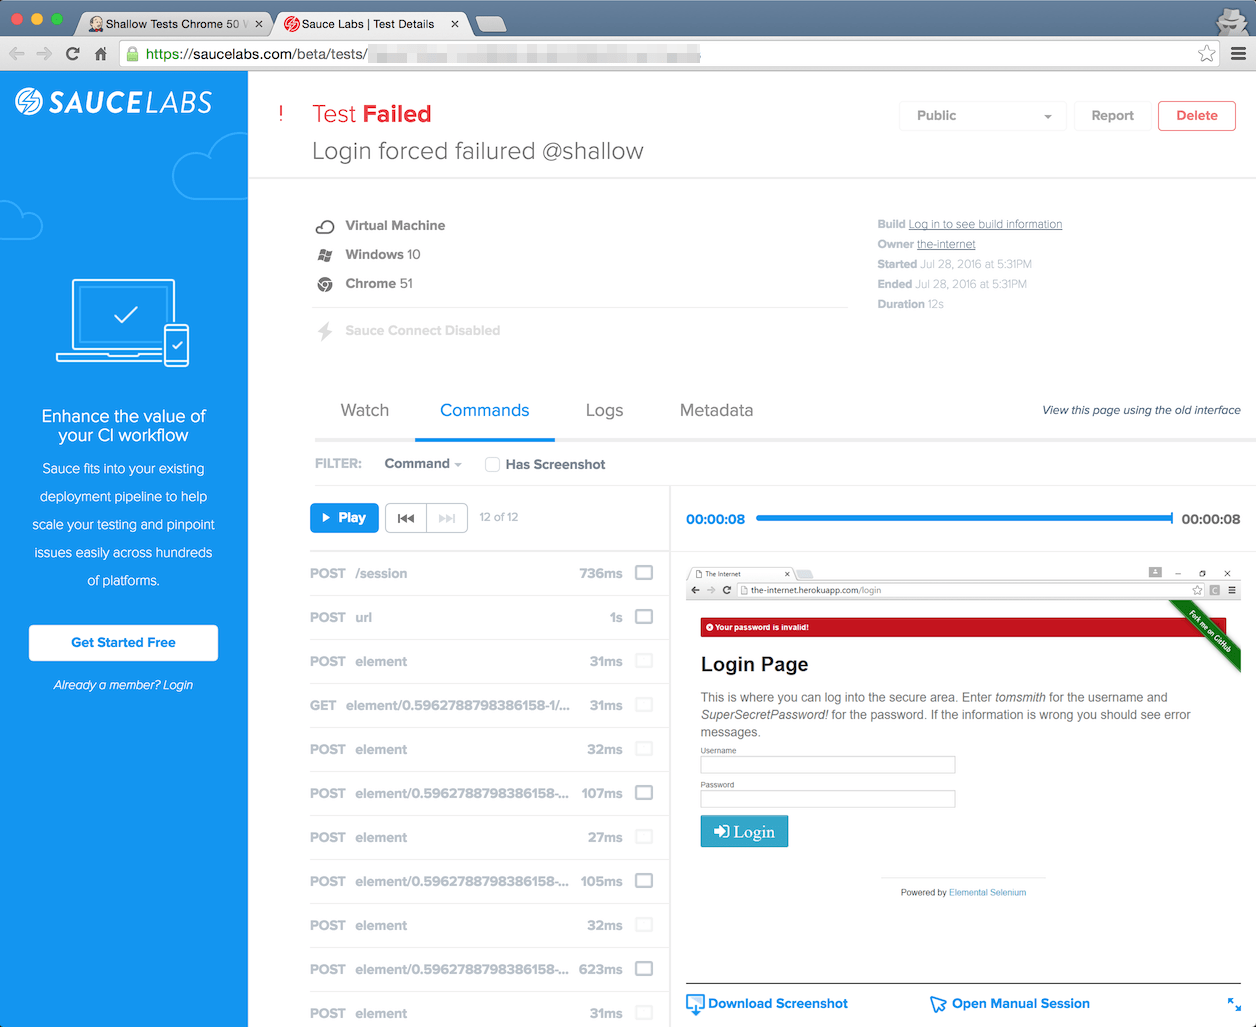 Shallow Tests Chrome 50 W
Sauce Labs | Test Details
https://saucelabs.com/beta/tests/
SAUCELABS
! Test Failed
Login forced failured @shallow
Public
Report
Delete
Virtual Machine
Windows 10
Chrome 51
Sauce Connect Disabled
Build Log in to see build information
Owner the-internet
Started Jul 28, 2016 at 5:31PM
Ended Jul 28, 2016 at 5:31PM
Duration 12s
Enhance the value of
your CI workflow
Sauce fits into your existing
deployment pipeline to help
scale your testing and pinpoint
issues easily across hundreds
of platforms.
Get Started Free
Already a member? Login
Watch
Commands
Logs
Metadata
View this page using the old interface
FILTER: Command Has Screenshot
Play
12 of 12
00:00:08
00:00:08
POST /session 736ms
POST url 1s
POST element 31ms
GET element/0.5962788798386158-1/... 31ms
POST element 32ms
POST element/0.5962788798386158-... 107ms
POST element 27ms
POST element/0.5962788798386158-... 105ms
POST element 32ms
POST element/0.5962788798386158-... 623ms
POST element 31ms
The Internet
the-internet.herokuapp.com/login
Your password is invalid!
Fork me on GitHub
Login Page
This is where you can log into the secure area. Enter tomsmith for the username and
SuperSecretPassword! for the password. If the information is wrong you should see error
messages.
Username
Password
Login
Powered by Elemental Selenium
Download Screenshot
Open Manual Session